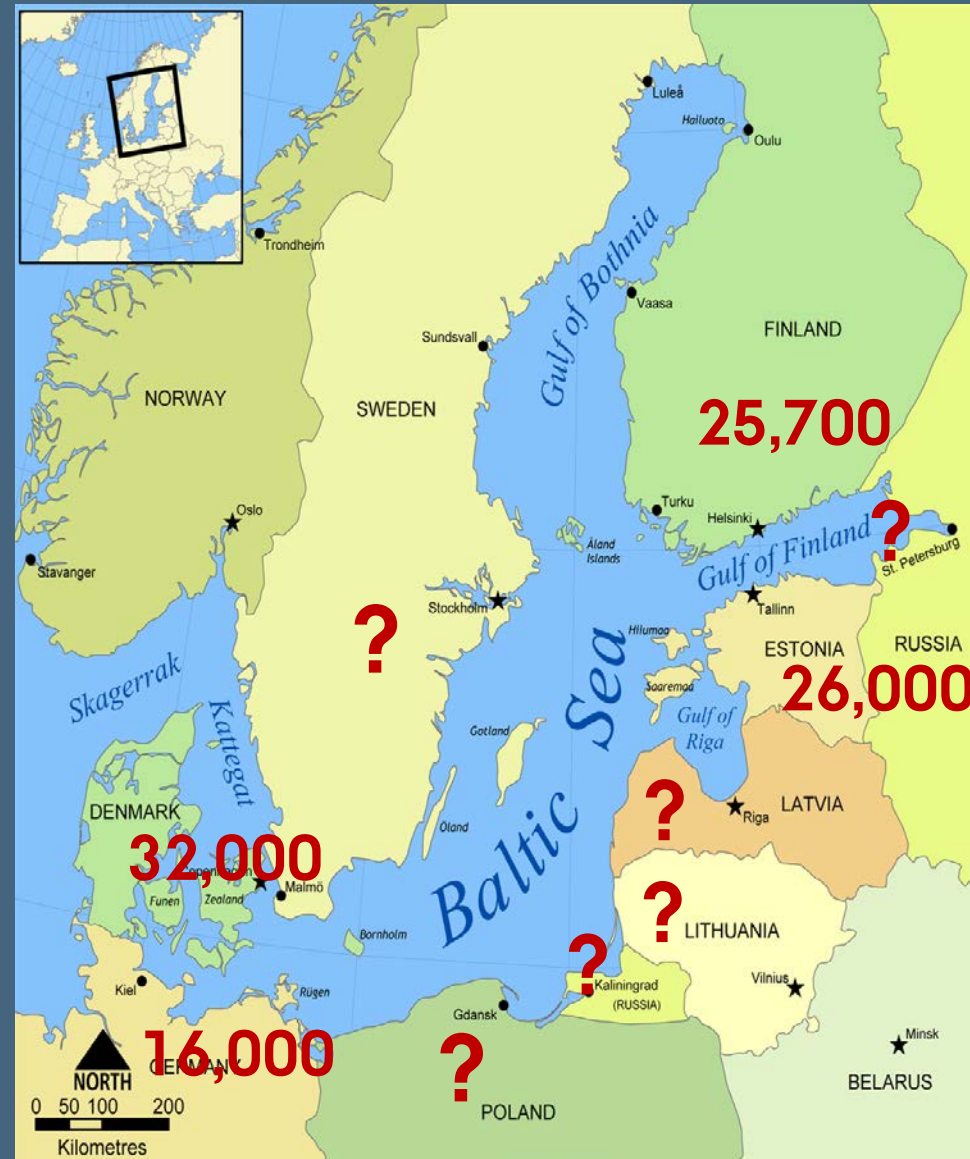 Luleå
Hailuoto
Oulu
Trondheim
Gulf of Bothnia
Vaasa
Sundsvall
FINLAND
NORWAY
SWEDEN
25,700
Turku
Helsinki
?
Oslo
Åland
Islands
Gulf of Finland
St. Petersburg
Stavanger
Stockholm
Tallinn
?
Hiiumaa
ESTONIA
RUSSIA
Skagerrak
Saaremaa
26,000
Kattegat
Baltic Sea
Gulf of
Riga
Gotland
?
Riga
LATVIA
DENMARK
Öland
32,000
Copenhagen
Malmö
Funen
Zealand
?
LITHUANIA
Bornholm
?
Kaliningrad
(RUSSIA)
Vilnius
Kiel
Rügen
Gdansk
Minsk
16,000
GERMANY
?
NORTH
BELARUS
POLAND
0 50 100 200
Kilometres